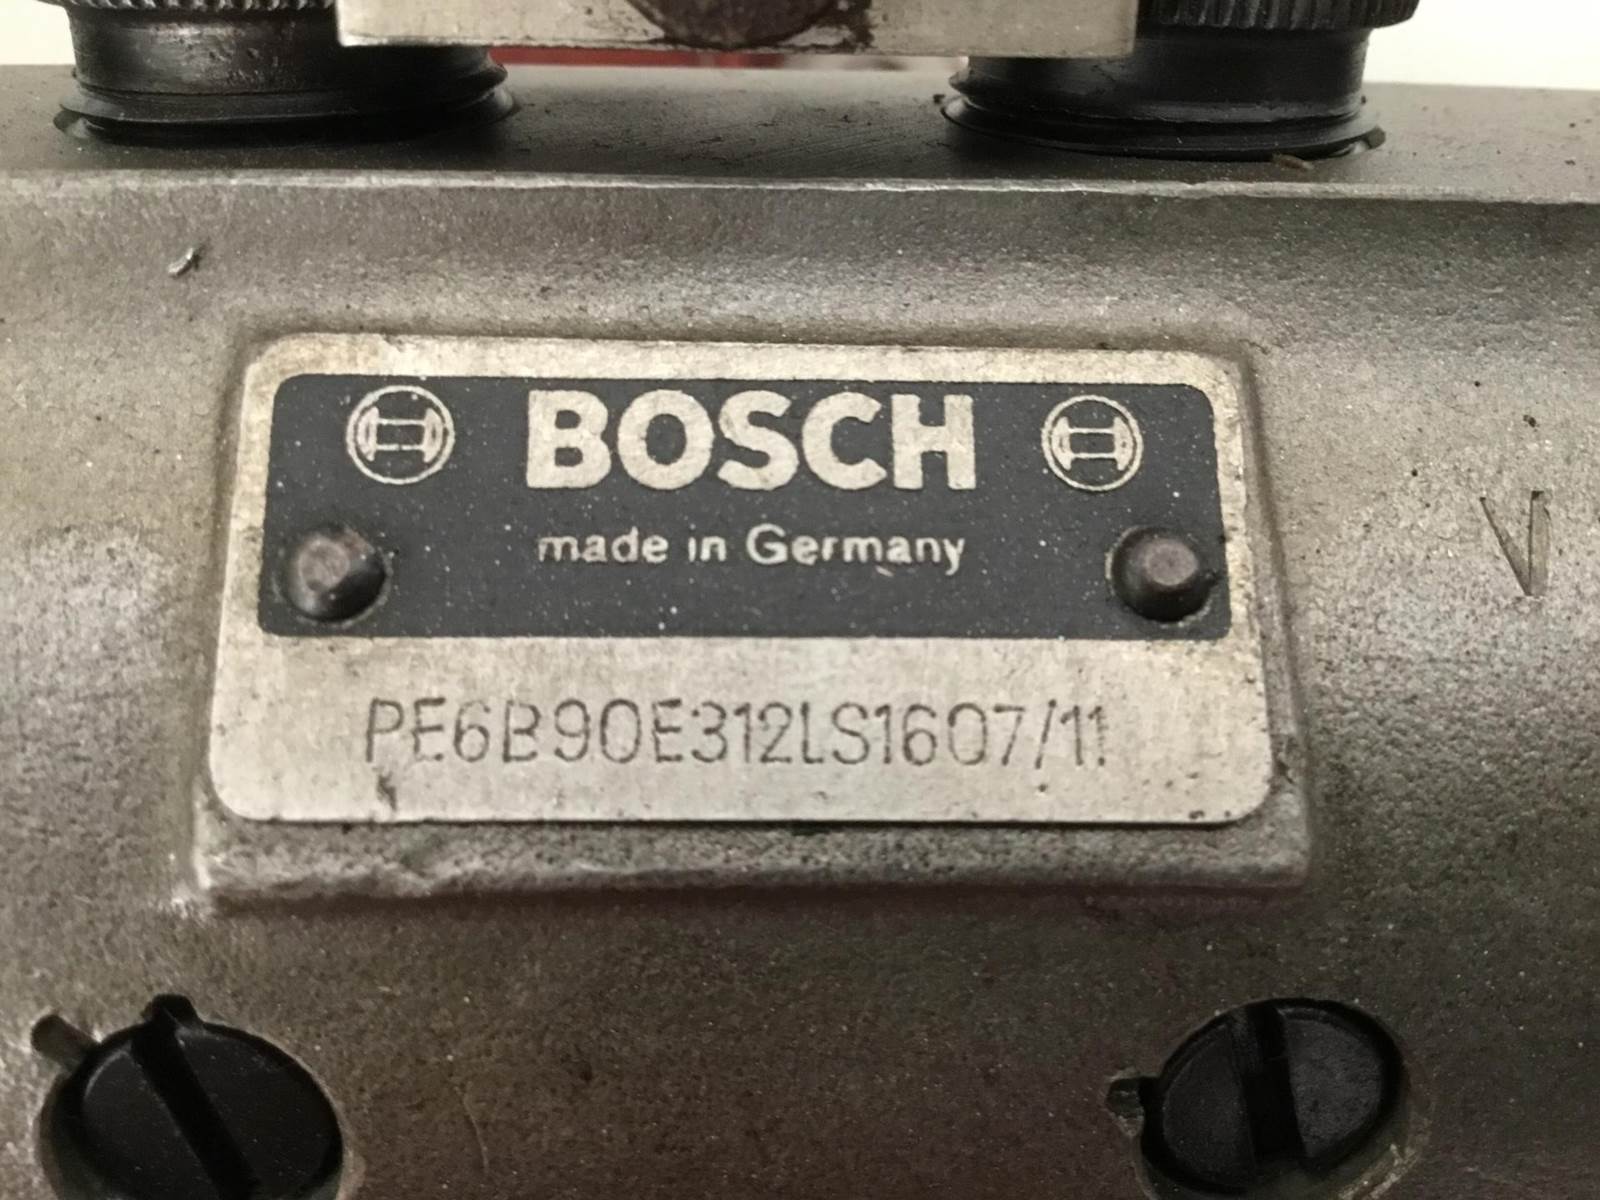 BOSCH
made in Germany
PE6B90E312LS1607/11
V